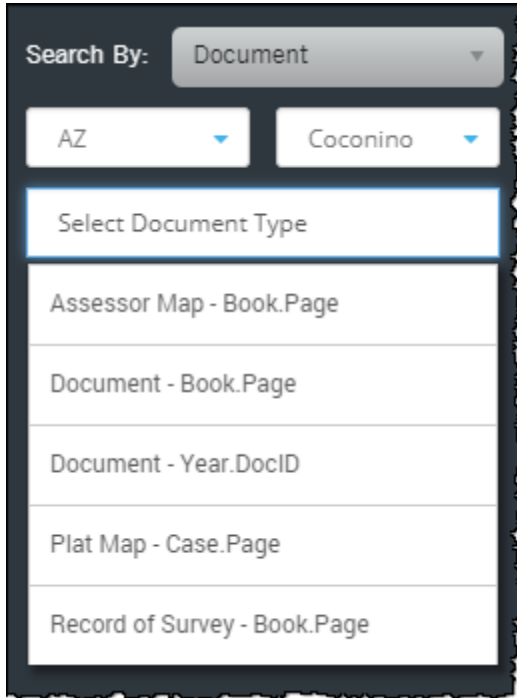 Search By: Document
AZ Coconino
Select Document Type
Assessor Map - Book.Page
Document - Book.Page
Document - Year.DocID
Plat Map - Case.Page
Record of Survey - Book.Page